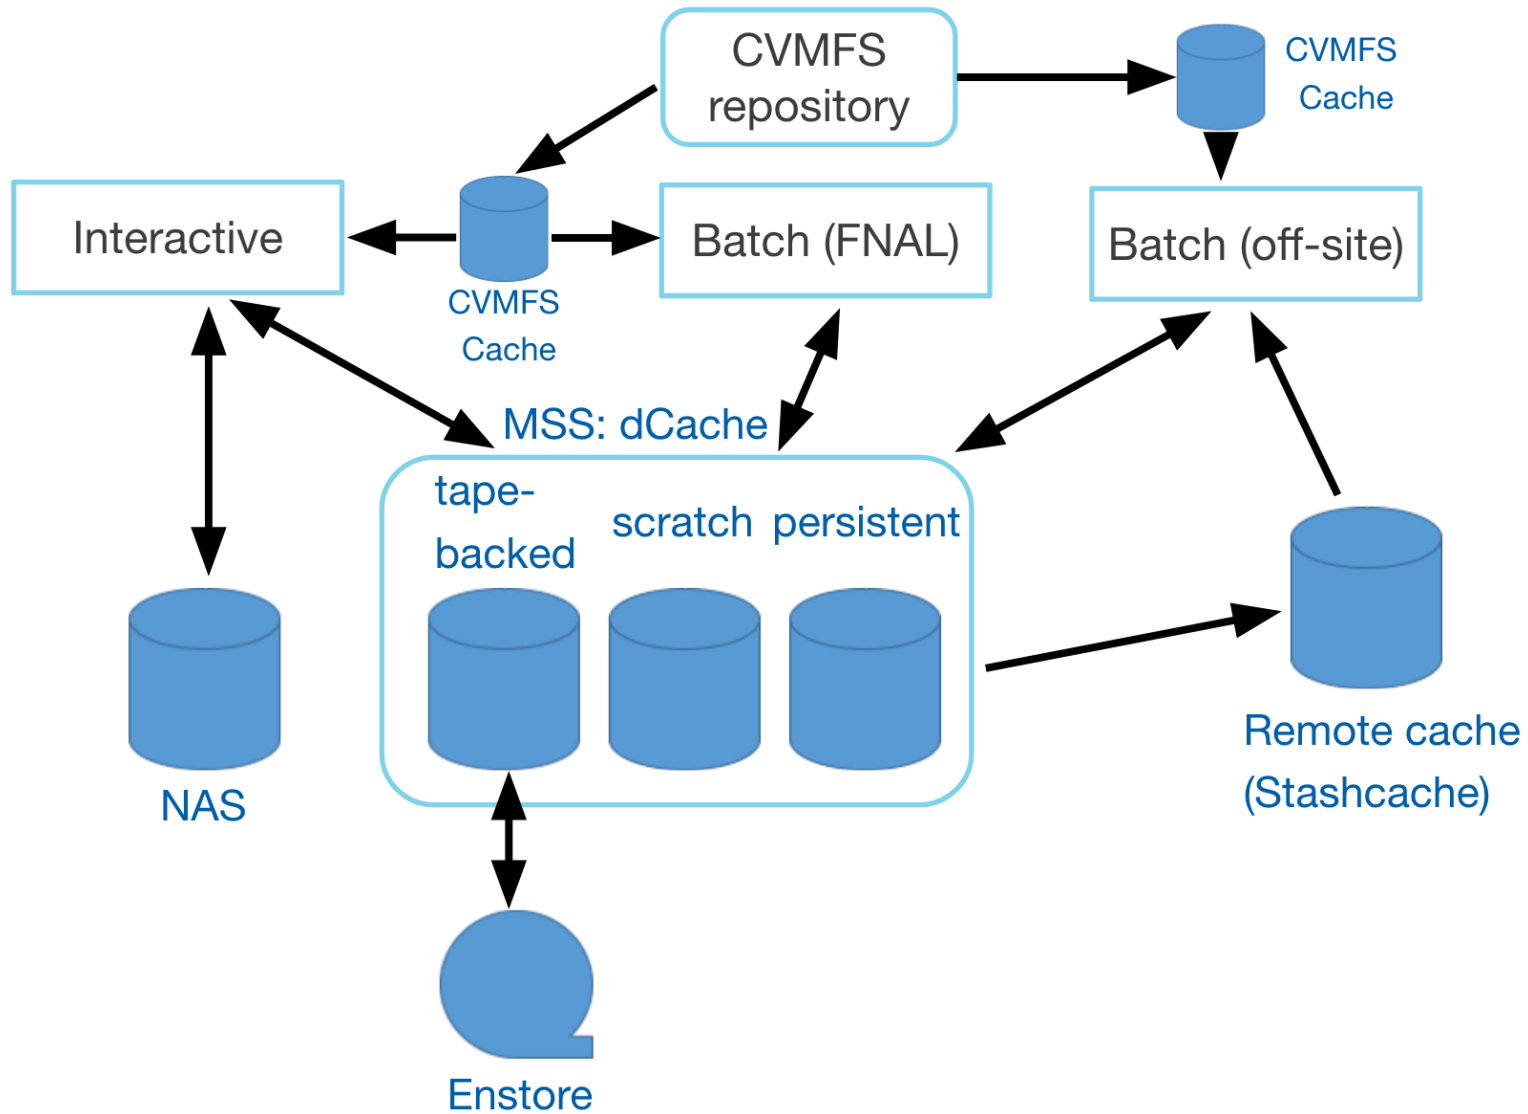 CVMFS
repository
CVMFS
Cache
Interactive
Batch (FNAL)
Batch (off-site)
CVMFS
Cache
MSS: dCache
tape-
backed
scratch
persistent
Remote cache
(Stashcache)
NAS
Enstore